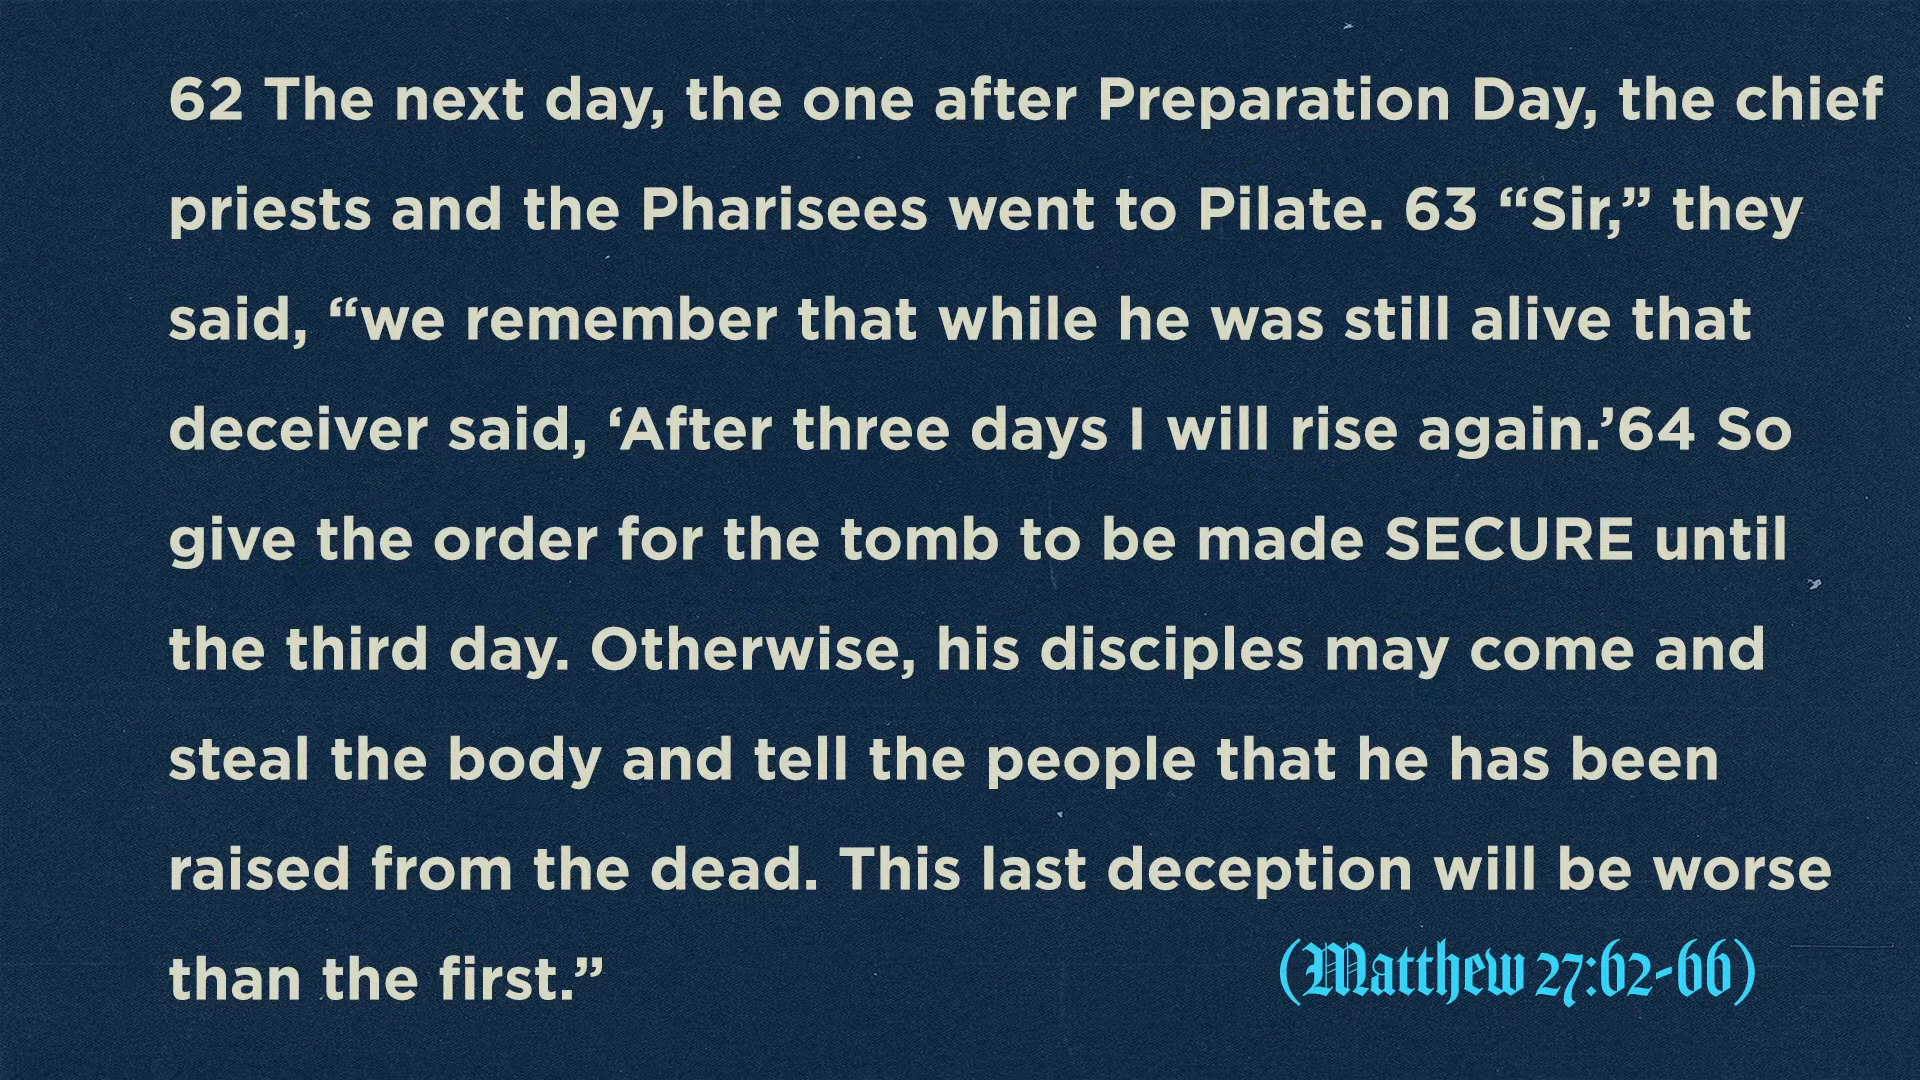 62 The next day, the one after Preparation Day, the chief
priests and the Pharisees went to Pilate. 63 “Sir,” they
said, “we remember that while he was still alive that
deceiver said, ‘After three days I will rise again.’64 So
give the order for the tomb to be made SECURE until
the third day. Otherwise, his disciples may come and
steal the body and tell the people that he has been
raised from the dead. This last deception will be worse
than the first.”
(Matthew 27:62-66)